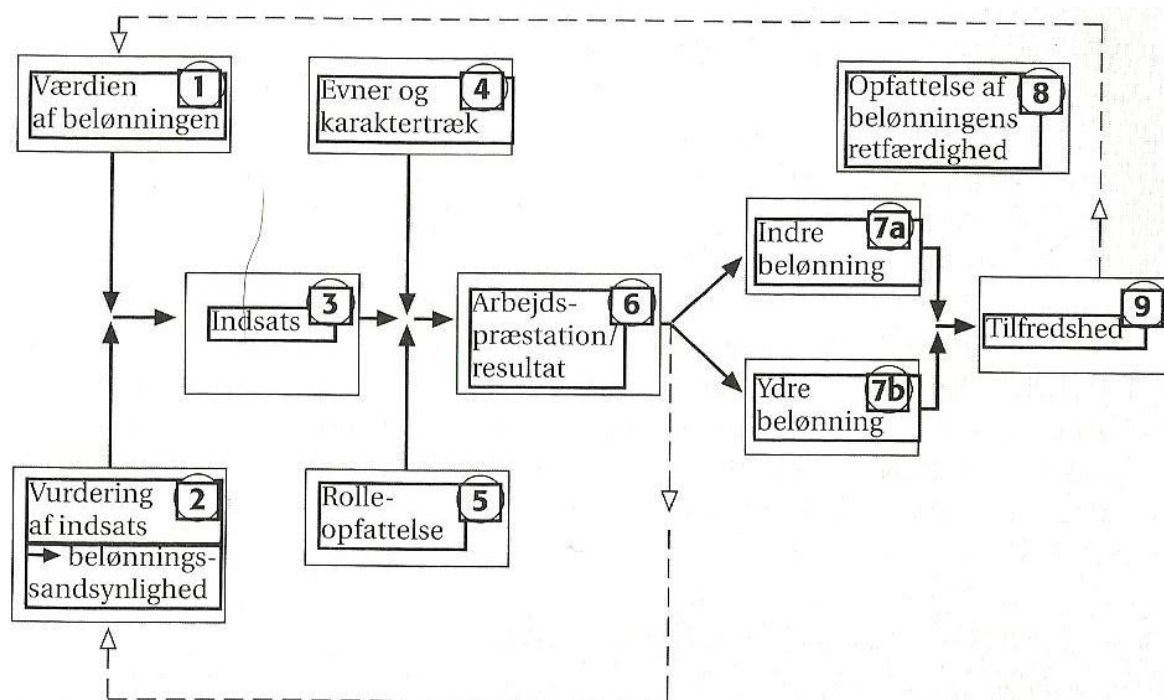 Værdien
af belønningen
1
Evner og
karaktertræk
4
Opfattelse af
belønningens
retfærdighed
8
Indsats
3
Arbejds-
præstation/
resultat
6
Indre
belønning
7a
Ydre
belønning
7b
Tilfredshed
9
Vurdering
af indsats
belønnings-
sandsynlighed
2
Rolle-
opfattelse
5